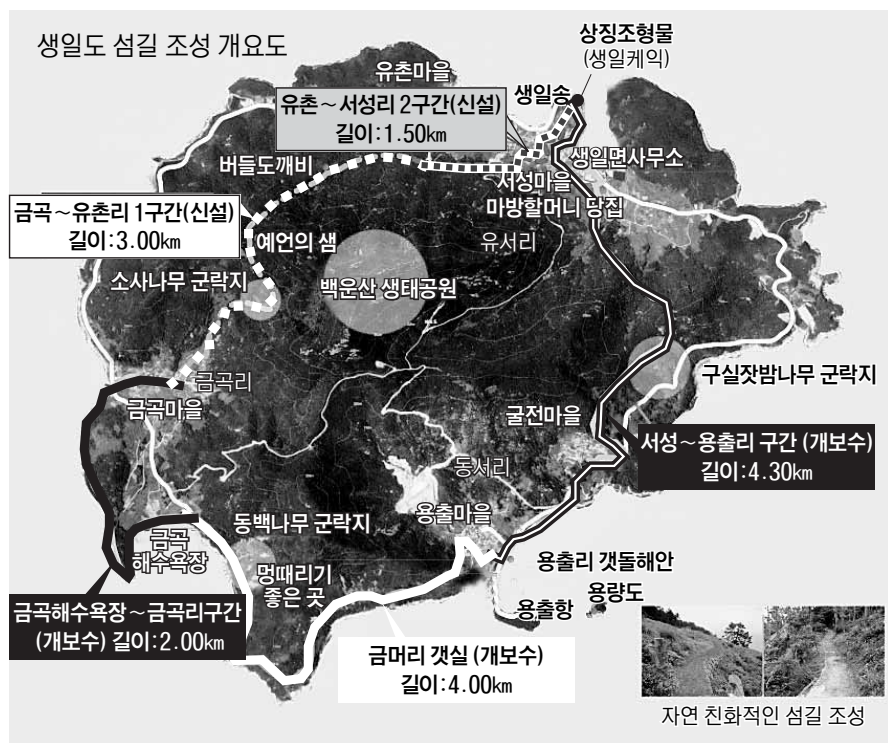 생일도 섬길 조성 개요도
상징조형물
(생일케익)
유촌마을
생일송
유촌~서성리 2구간(신설)
길이:1.50km
생일면사무소
버들도깨비
서성마을
마방할머니 당집
금곡~유촌리 1구간(신설)
길이:3.00km
예언의 샘
유서리
소사나무 군락지
백운산 생태공원
구실잣밤나무 군락지
금곡리
금곡마을
굴전마을
서성~용출리 구간 (개보수)
길이:4.30km
동서리
동백나무 군락지
용출마을
금곡
해수욕장
멍때리기
좋은 곳
용출리 갯돌해안
용량도
용출항
금곡해수욕장~금곡리구간
(개보수) 길이:2.00km
금머리 갯실 (개보수)
길이:4.00km
자연 친화적인 섬길 조성